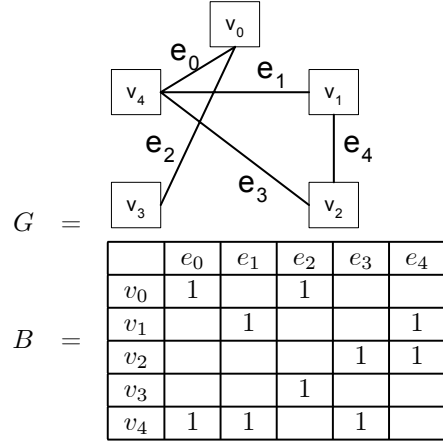 v₀
e₀
e₁
v₄ v₁
e₂ e₄
e₃
v₃ v₂
G =
e₀ e₁ e₂ e₃ e₄
v₀ 1 1
v₁ 1 1
B = v₂ 1 1
v₃ 1
v₄ 1 1 1